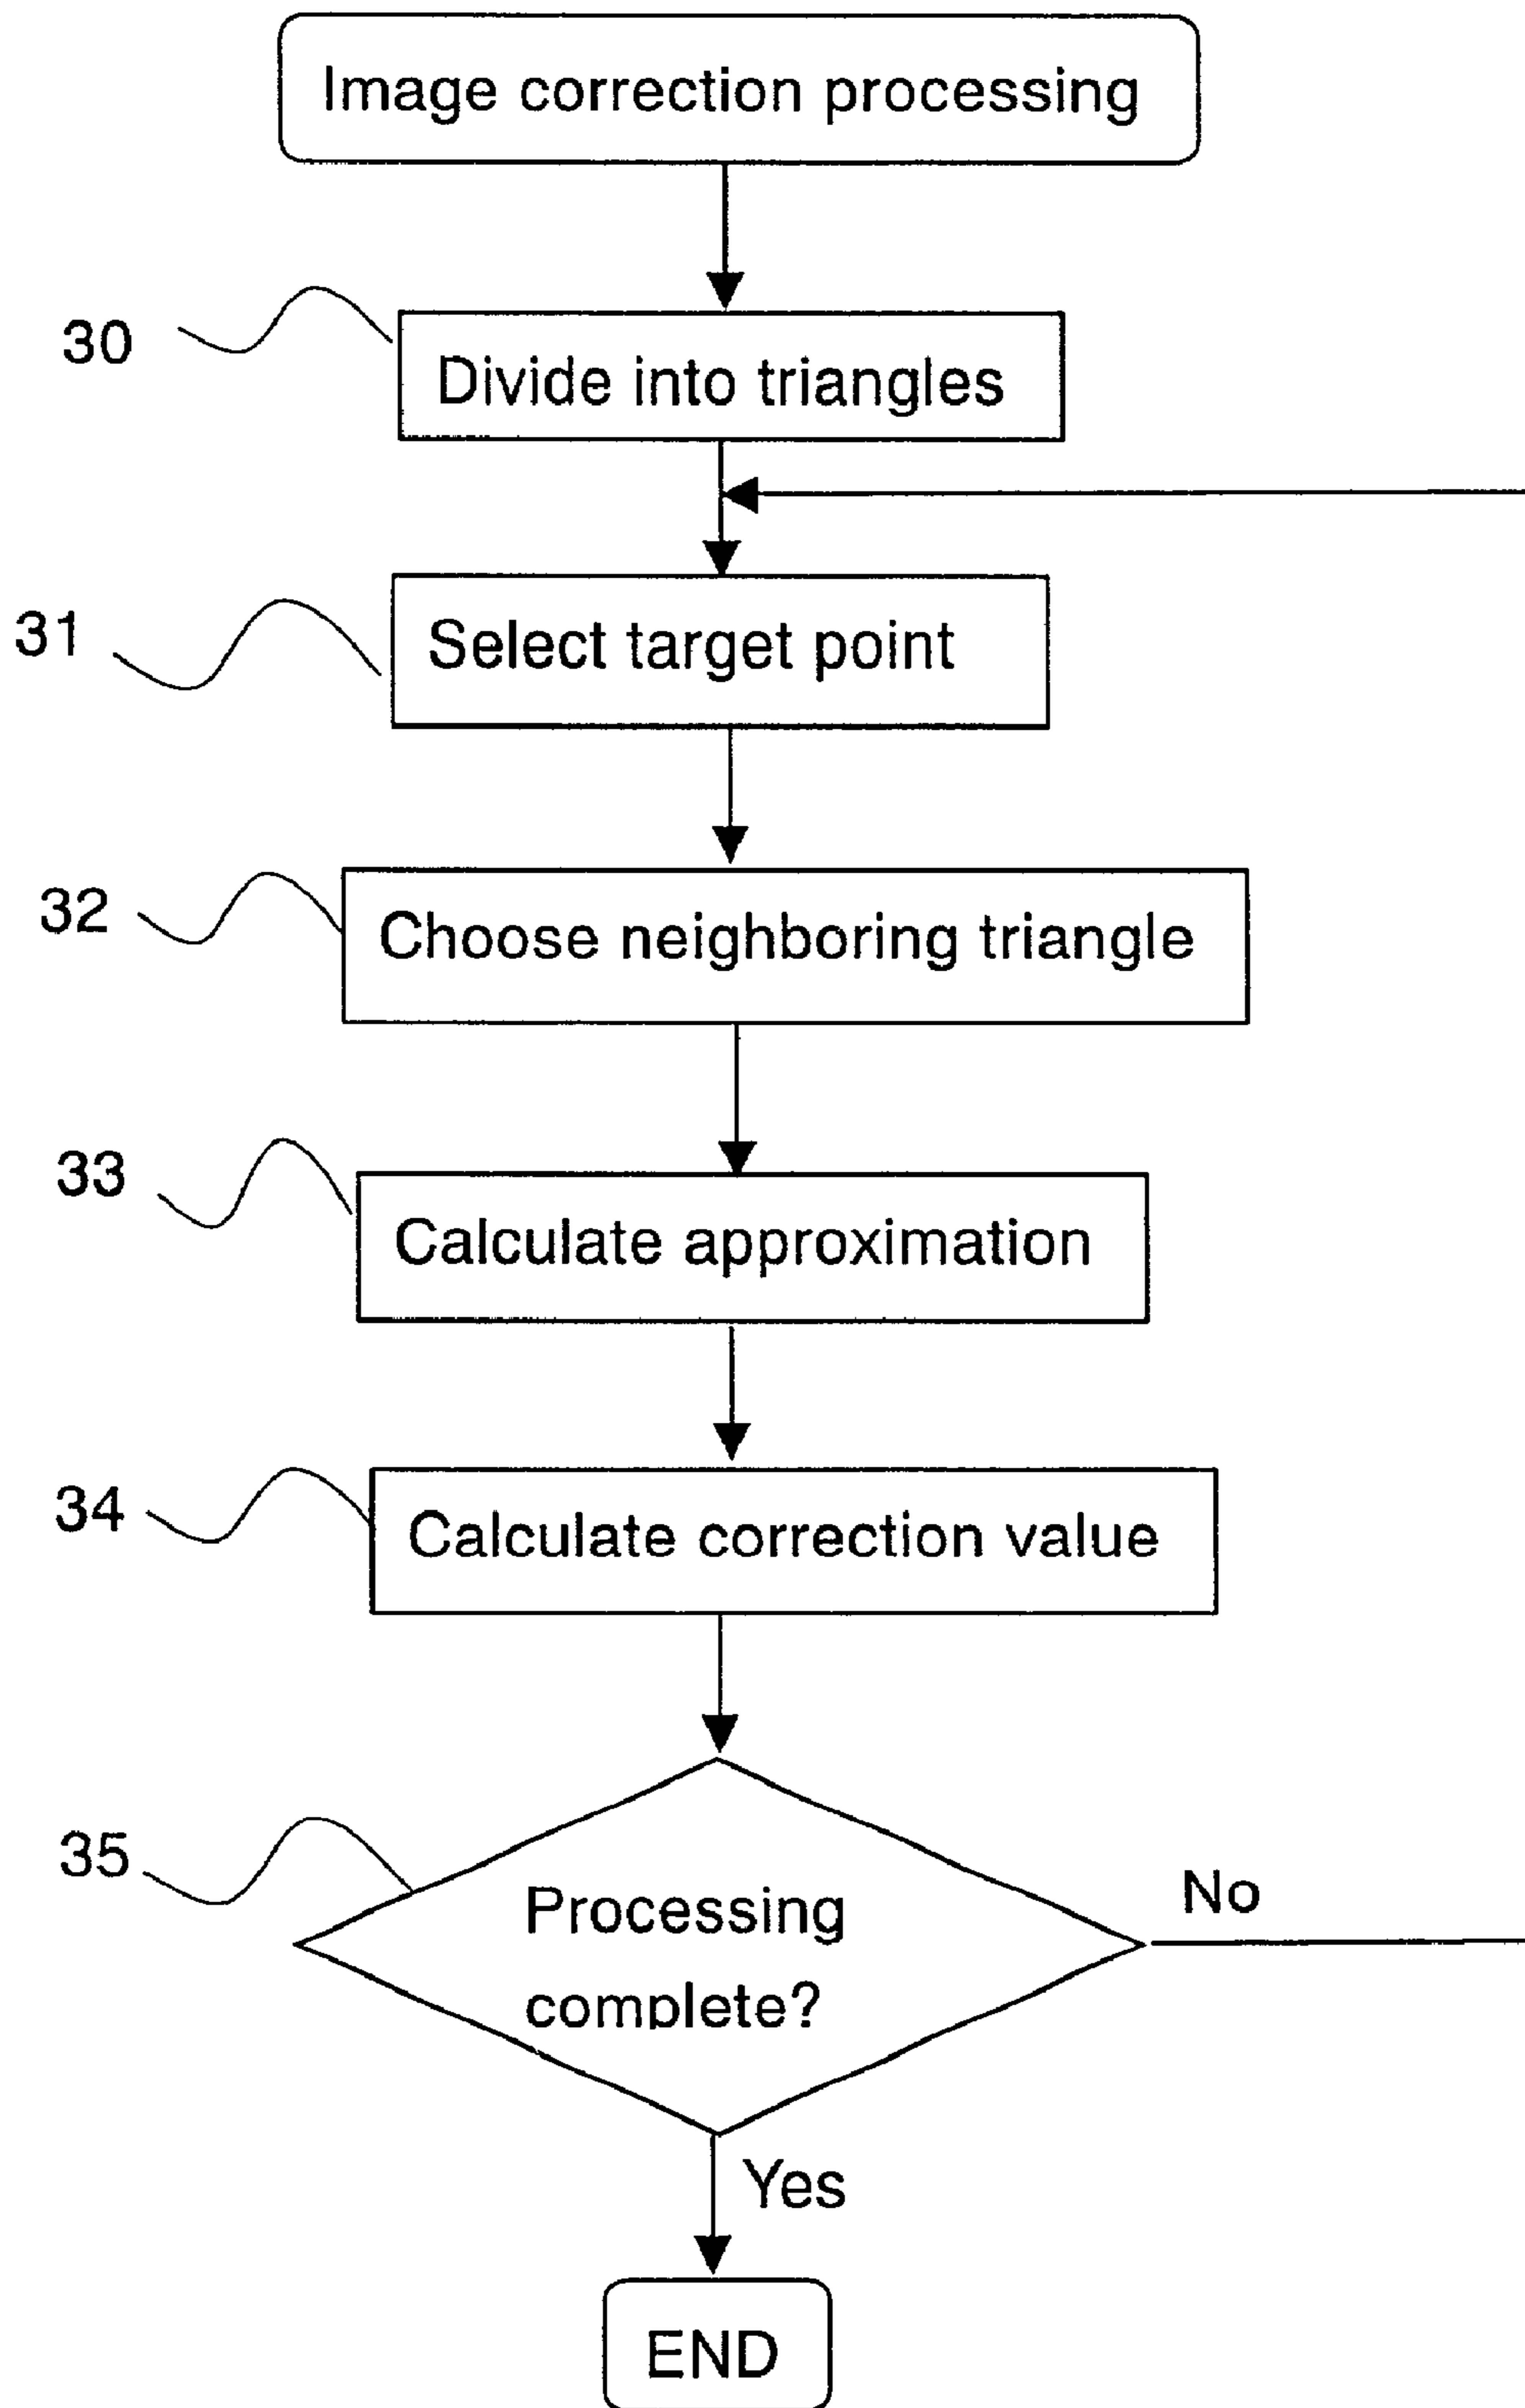 Image correction processing
30
Divide into triangles
31
Select target point
32
Choose neighboring triangle
33
Calculate approximation
34
Calculate correction value
35
Processing
complete?
No
Yes
END